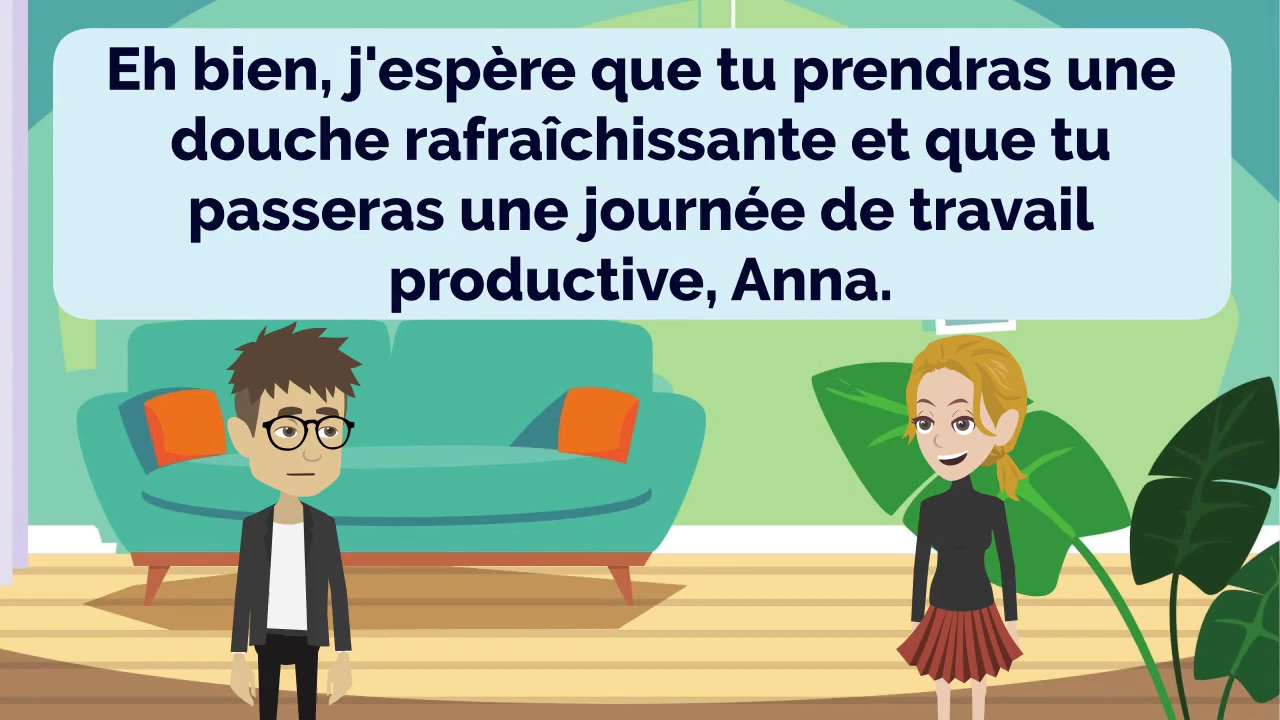 Eh bien, j'espère que tu prendras une
douche rafraîchissante et que tu
passeras une journée de travail
productive, Anna.